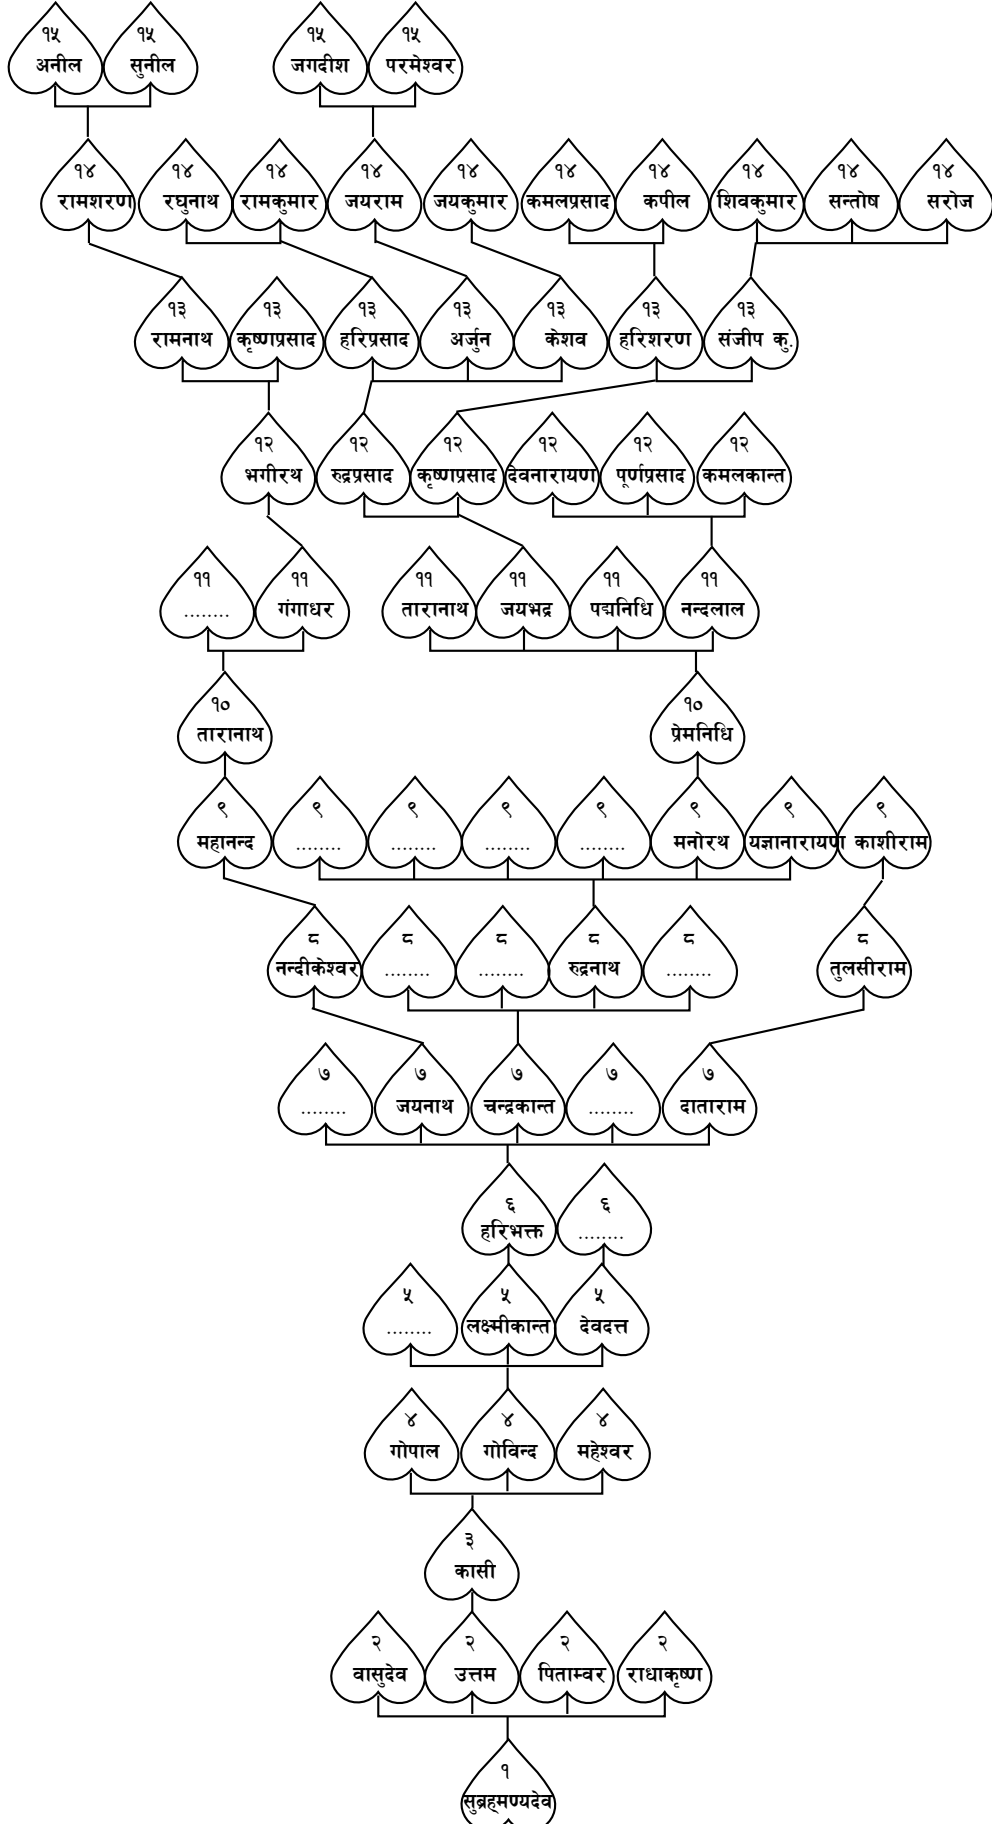 १५ १५ १५ १५
अनील सुनील जगदीश परमेश्वर
१४ १४ १४ १४ १४ १४ १४ १४ १४ १४
रामशरण रघुनाथ रामकुमार जयराम जयकुमार कमलप्रसाद कपील शिवकुमार सन्तोष सरोज
१३ १३ १३ १३ १३ १३ १३
रामनाथ कृष्णप्रसाद हरिप्रसाद अर्जुन केशव हरिशरण संजीप कु.
१२ १२ १२ १२ १२ १२
भगीरथ रुद्रप्रसाद कृष्णप्रसाद देवनारायण पूर्णप्रसाद कमलकान्त
११ ११ ११ ११ ११ ११
........ गंगाधर तारानाथ जयभद्र पद्मनिधि नन्दलाल
१० १०
तारानाथ प्रेमनिधि
९ ९ ९ ९ ९ ९ ९ ९
महानन्द ........ ........ ........ ........ मनोरथ यज्ञानारायण काशीराम
८ ८ ८ ८ ८ ८
नन्दीकेश्वर ........ ........ रुद्रनाथ ........ तुलसीराम
७ ७ ७ ७ ७
........ जयनाथ चन्द्रकान्त ........ दाताराम
६ ६
हरिभक्त ........
५ ५ ५
........ लक्ष्मीकान्त देवदत्त
४ ४ ४
गोपाल गोविन्द महेश्वर
३
कासी
२ २ २ २
वासुदेव उत्तम पिताम्बर राधाकृष्ण
१
सुब्रह्मण्यदेव